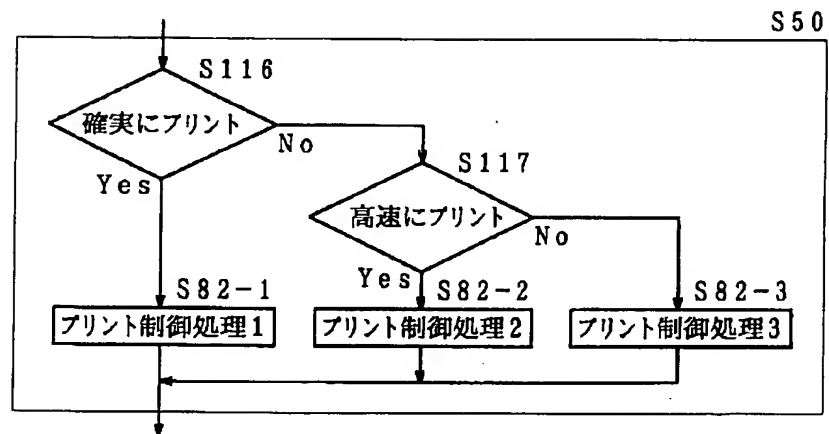 S50
S116
確実にプリント
No
Yes
S117
高速にプリント
No
Yes
S82-1
S82-2
S82-3
プリント制御処理1
プリント制御処理2
プリント制御処理3